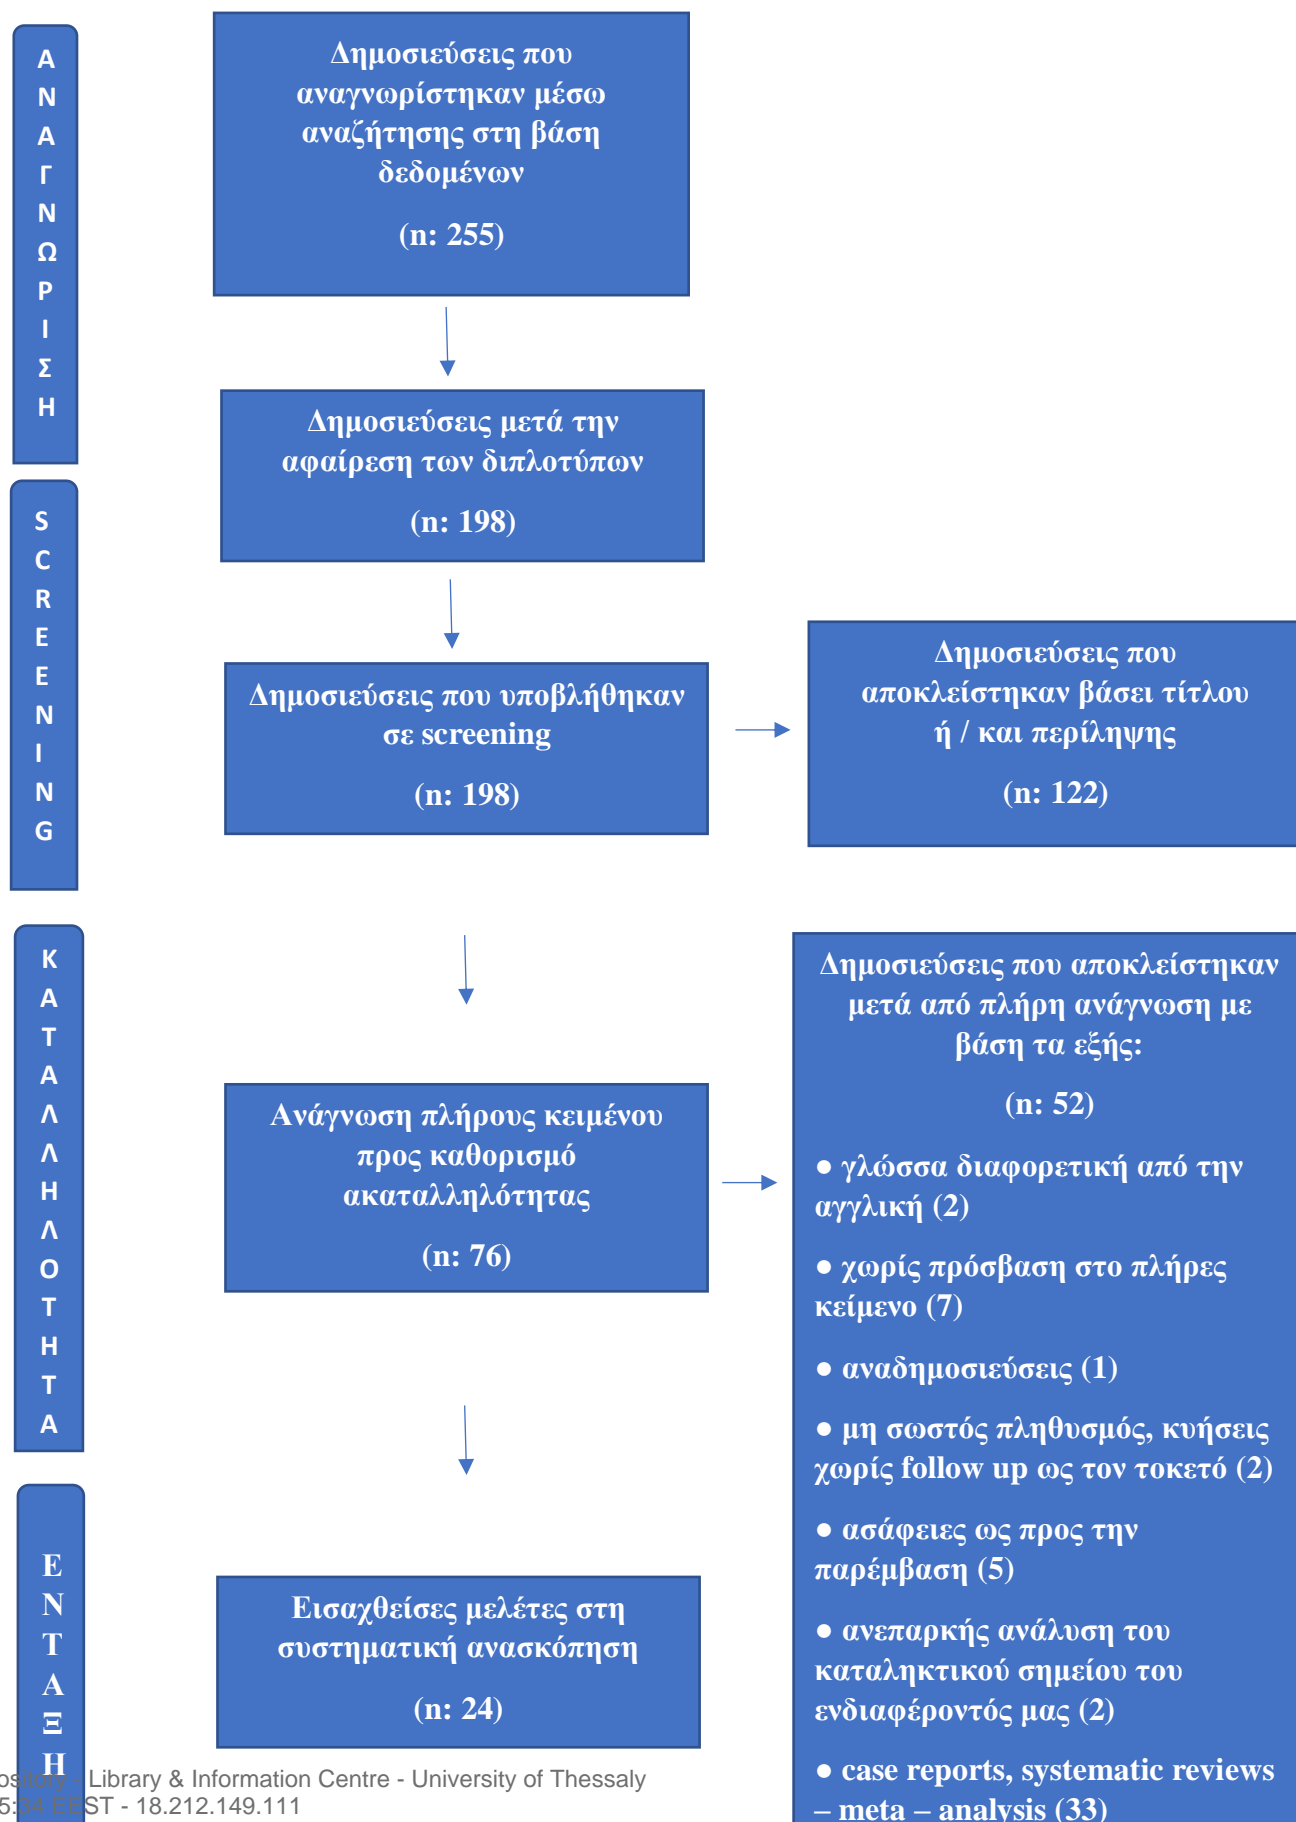 ΑΝΑΓΝΩΡΙΣΗ
Δημοσιεύσεις που
αναγνωρίστηκαν μέσω
αναζήτησης στη βάση
δεδομένων
(n: 255)
Δημοσιεύσεις μετά την
αφαίρεση των διπλοτύπων
(n: 198)
SCREENING
Δημοσιεύσεις που υποβλήθηκαν
σε screening
(n: 198)
Δημοσιεύσεις που
αποκλείστηκαν βάσει τίτλου
ή / και περίληψης
(n: 122)
ΚΑΤΑΛΛΗΛΟΤΗΤΑ
Ανάγνωση πλήρους κειμένου
προς καθορισμό
ακαταλληλότητας
(n: 76)
Δημοσιεύσεις που αποκλείστηκαν
μετά από πλήρη ανάγνωση με
βάση τα εξής:
(n: 52)
● γλώσσα διαφορετική από την
αγγλική (2)
● χωρίς πρόσβαση στο πλήρες
κείμενο (7)
● αναδημοσιεύσεις (1)
● μη σωστός πληθυσμός, κυήσεις
χωρίς follow up ως τον τοκετό (2)
● ασάφειες ως προς την
παρέμβαση (5)
● ανεπαρκής ανάλυση του
καταληκτικού σημείου του
ενδιαφέροντός μας (2)
● case reports, systematic reviews
– meta – analysis (33)
ΕΝΤΑΞΗ
Εισαχθείσες μελέτες στη
συστηματική ανασκόπηση
(n: 24)
Library & Information Centre - University of Thessaly
EEST - 18.212.149.111